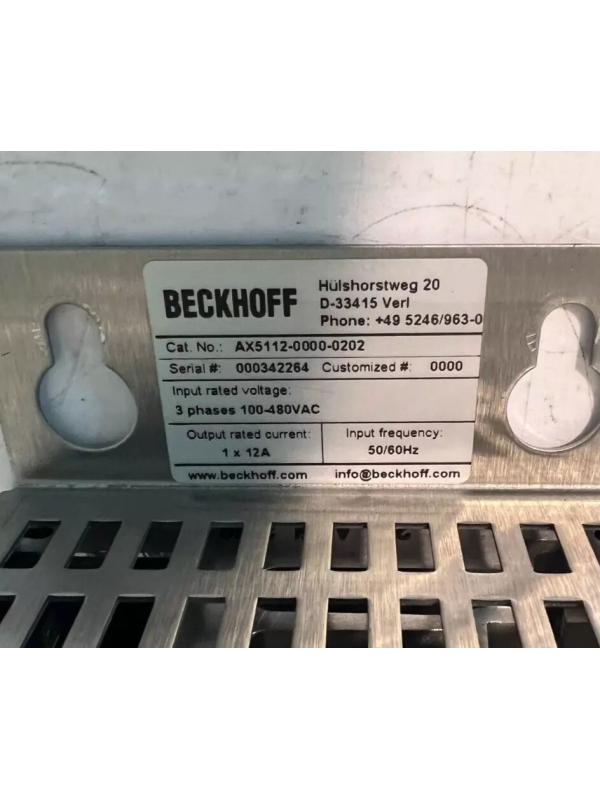 BECKHOFF
Hülshorstweg 20
D-33415 Verl
Phone: +49 5246/963-0
Cat. No.: AX5112-0000-0202
Serial #: 000342264 Customized #: 0000
Input rated voltage:
3 phases 100-480VAC
Output rated current: Input frequency:
1 x 12A 50/60Hz
www.beckhoff.com info@beckhoff.com